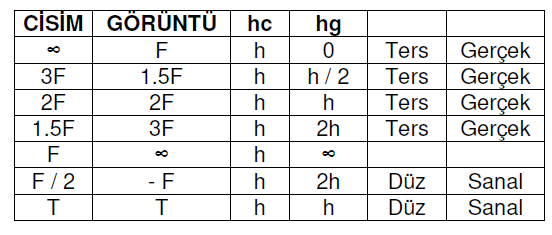 CİSİM GÖRÜNTÜ hc hg
∞ F h 0 Ters Gerçek
3F 1.5F h h / 2 Ters Gerçek
2F 2F h h Ters Gerçek
1.5F 3F h 2h Ters Gerçek
F ∞ h ∞
F / 2 - F h 2h Düz Sanal
T T h h Düz Sanal